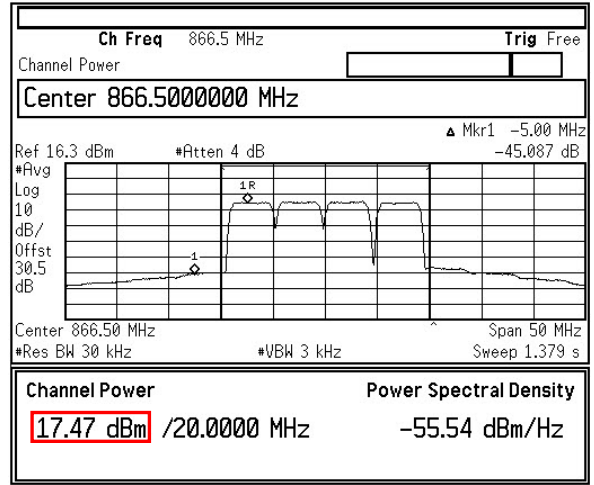 Ch Freq 866.5 MHz Trig Free
Channel Power
Center 866.5000000 MHz
Δ Mkr1 -5.00 MHz
Ref 16.3 dBm #Atten 4 dB -45.087 dB
#Avg
Log
10
dB/
Offst
30.5
dB
1R
1
Center 866.50 MHz Span 50 MHz
#Res BW 30 kHz #VBW 3 kHz Sweep 1.379 s
Channel Power Power Spectral Density
17.47 dBm /20.0000 MHz -55.54 dBm/Hz